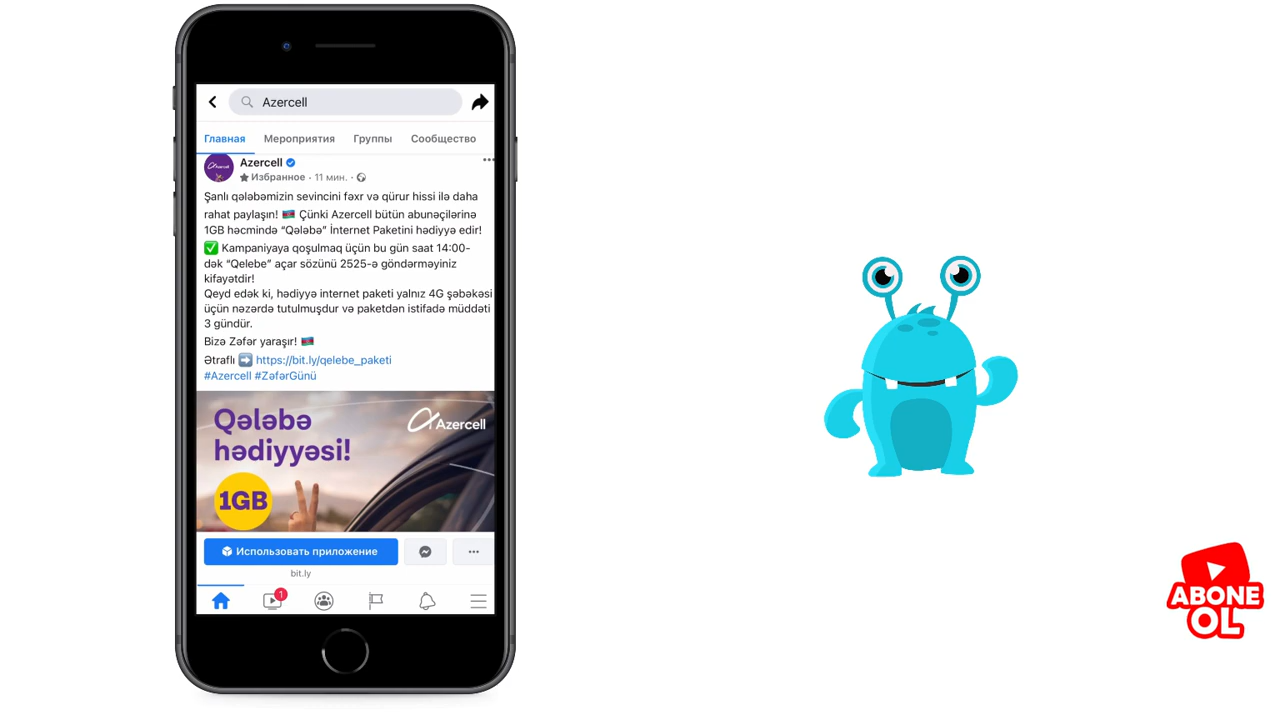 Azercell
Главная Мероприятия Группы Сообщество
Azercell
Избранное · 11 мин. ·
Şanlı qələbəmizin sevincini fəxr və qürur hissi ilə daha
rahat paylaşın! 🇦🇿 Çünki Azercell bütün abunəçilərinə
1GB həcmində “Qələbə” İnternet Paketini hədiyyə edir!
✅ Kampaniyaya qoşulmaq üçün bu gün saat 14:00-
dək “Qelebe” açar sözünü 2525-ə göndərməyiniz
kifayətdir!
Qeyd edək ki, hədiyyə internet paketi yalnız 4G şəbəkəsi
üçün nəzərdə tutulmuşdur və paketdən istifadə müddəti
3 gündür.
Bizə Zəfər yaraşır! 🇦🇿
Ətraflı ➡️ https://bit.ly/qelebe_paketi
#Azercell #ZəfərGünü
Qələbə
hədiyyəsi!
Azercell
1GB
Использовать приложение
bit.ly
1
ABONE
OL